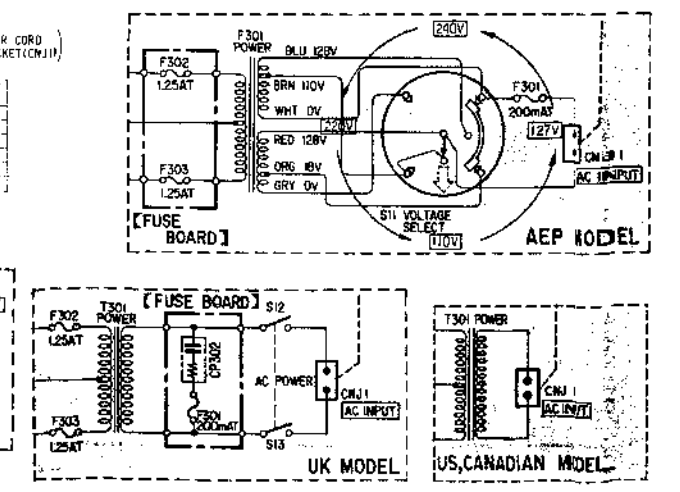 R CORD
KET(CNJ1)
F302
1.25AT
F303
1.25AT
[FUSE
BOARD]
F301
POWER
BLU 128V
BRN 110V
WHT 0V
220V
RED 128V
ORG 18V
GRY 0V
240V
F301
200mAT
127V
CNJ 1
AC INPUT
S11 VOLTAGE
SELECT
110V
AEP MODEL
F302
1.25AT
F303
1.25AT
T301
POWER
[FUSE BOARD]
CP302
F301
200mAT
S12
S13
AC POWER
CNJ1
AC INPUT
UK MODEL
T301 POWER
CNJ 1
AC INPUT
US,CANADIAN MODEL